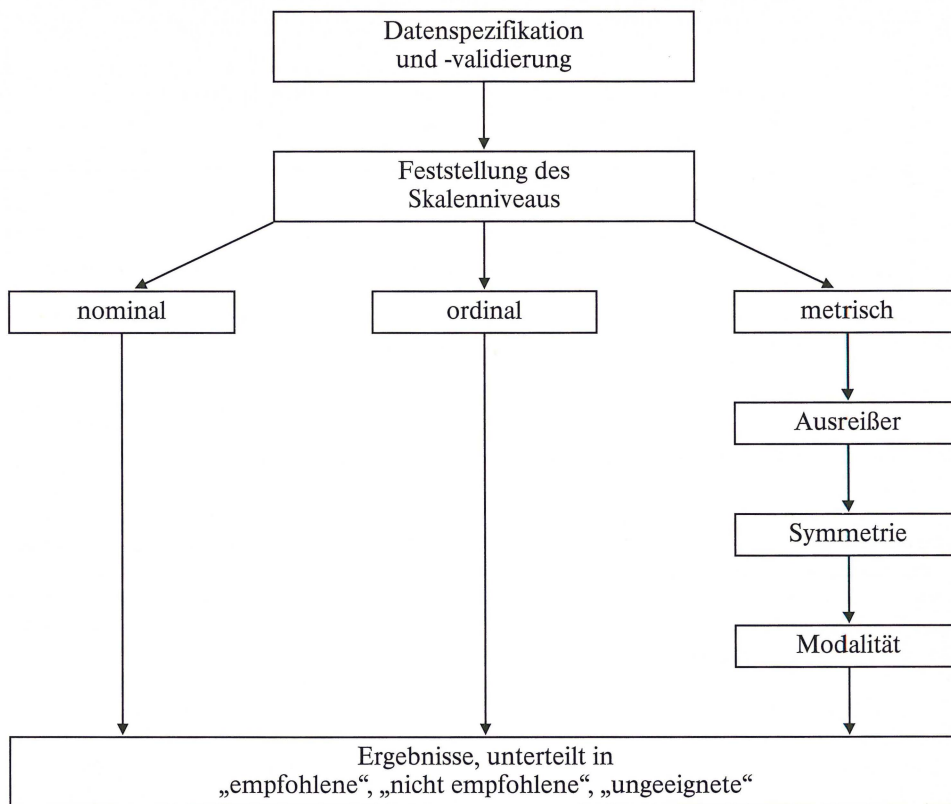 Datenspezifikation
und -validierung
Feststellung des
Skalenniveaus
nominal
ordinal
metrisch
Ausreißer
Symmetrie
Modalität
Ergebnisse, unterteilt in
„empfohlene“, „nicht empfohlene“, „ungeeignete“